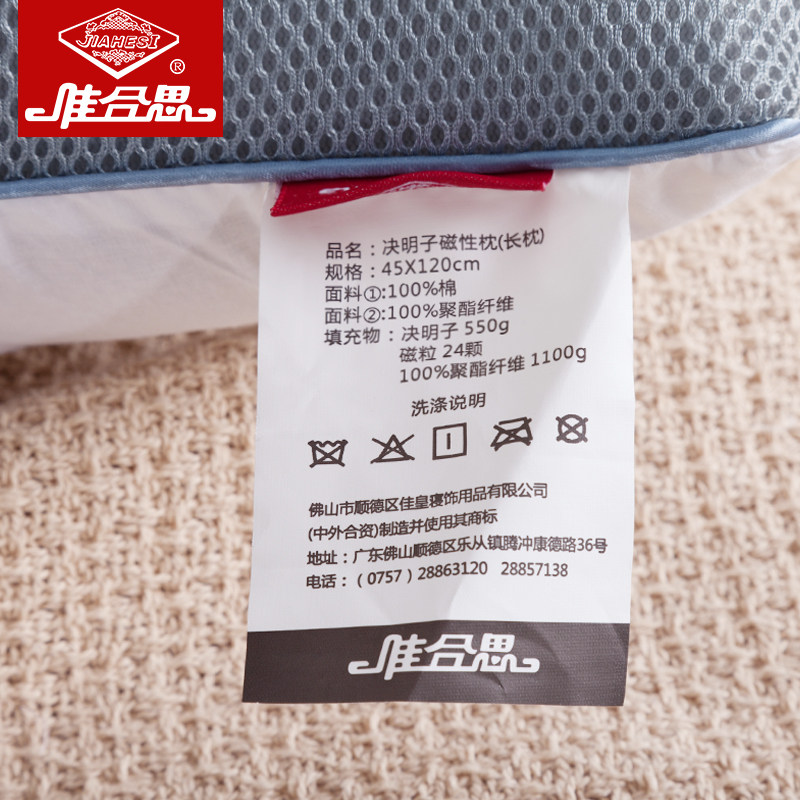 JIAHESI
®
佳合思
品名：决明子磁性枕(长枕)
规格：45X120cm
面料①:100%棉
面料②:100%聚酯纤维
填充物：决明子 550g
磁粒 24颗
100%聚酯纤维 1100g
洗涤说明
佛山市顺德区佳皇寝饰用品有限公司
(中外合资)制造并使用其商标
地址：广东佛山顺德区乐从镇腾冲康德路36号
电话：(0757) 28863120 28857138
佳合思